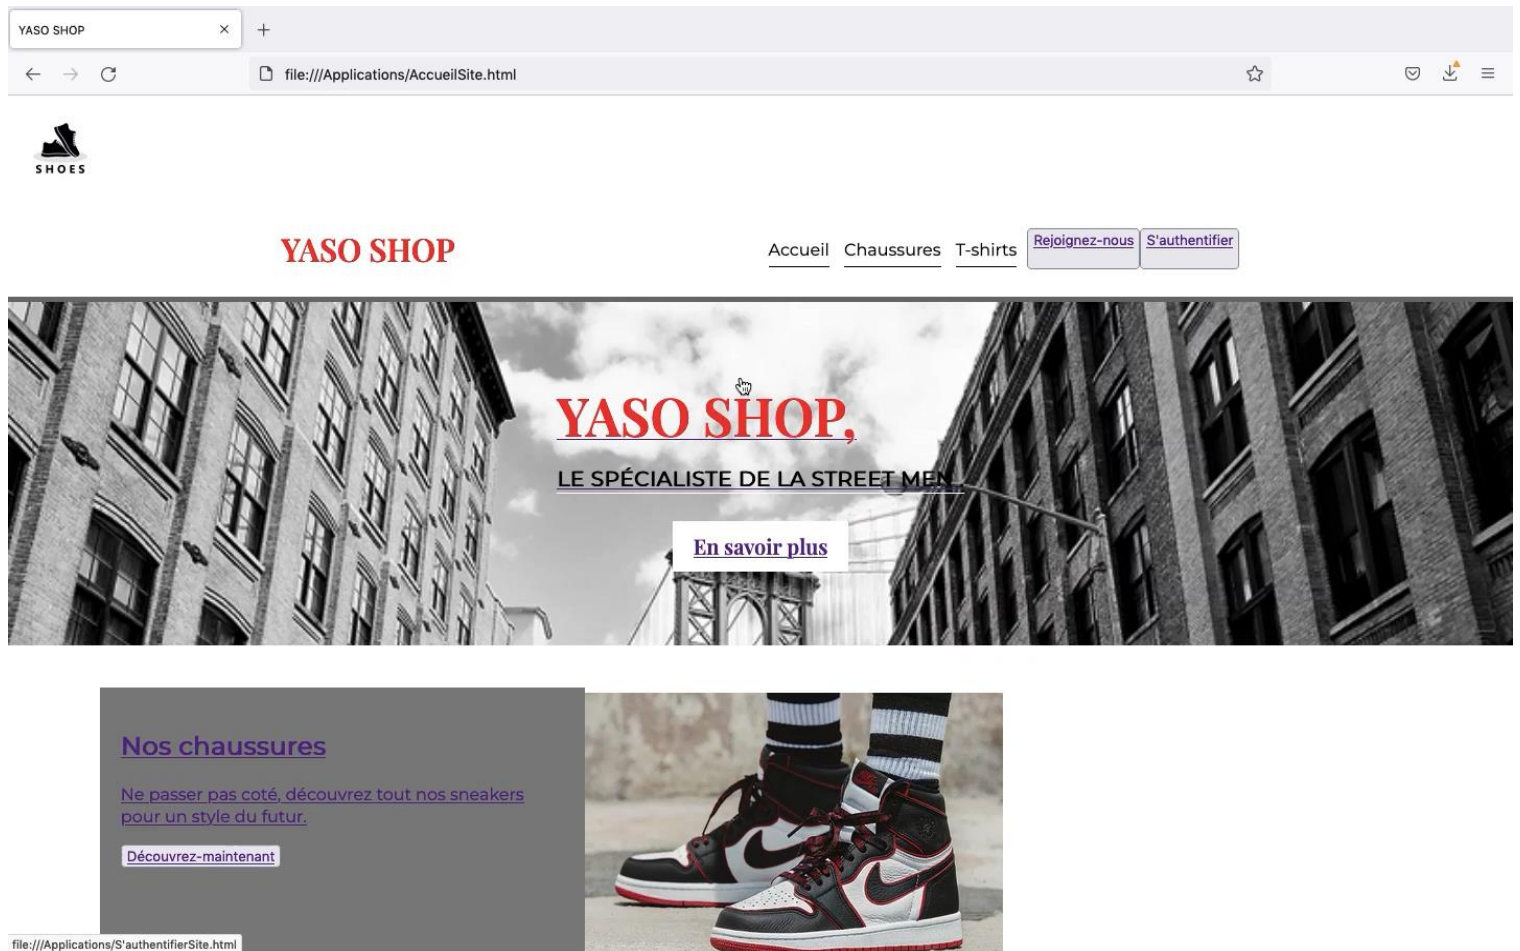 YASO SHOP
file:///Applications/AccueilSite.html
SHOES
YASO SHOP
Accueil Chaussures T-shirts Rejoignez-nous S'authentifier
YASO SHOP,
LE SPÉCIALISTE DE LA STREET MEN .
En savoir plus
Nos chaussures
Ne passer pas coté, découvrez tout nos sneakers
pour un style du futur.
Découvrez-maintenant
file:///Applications/S'authentifierSite.html